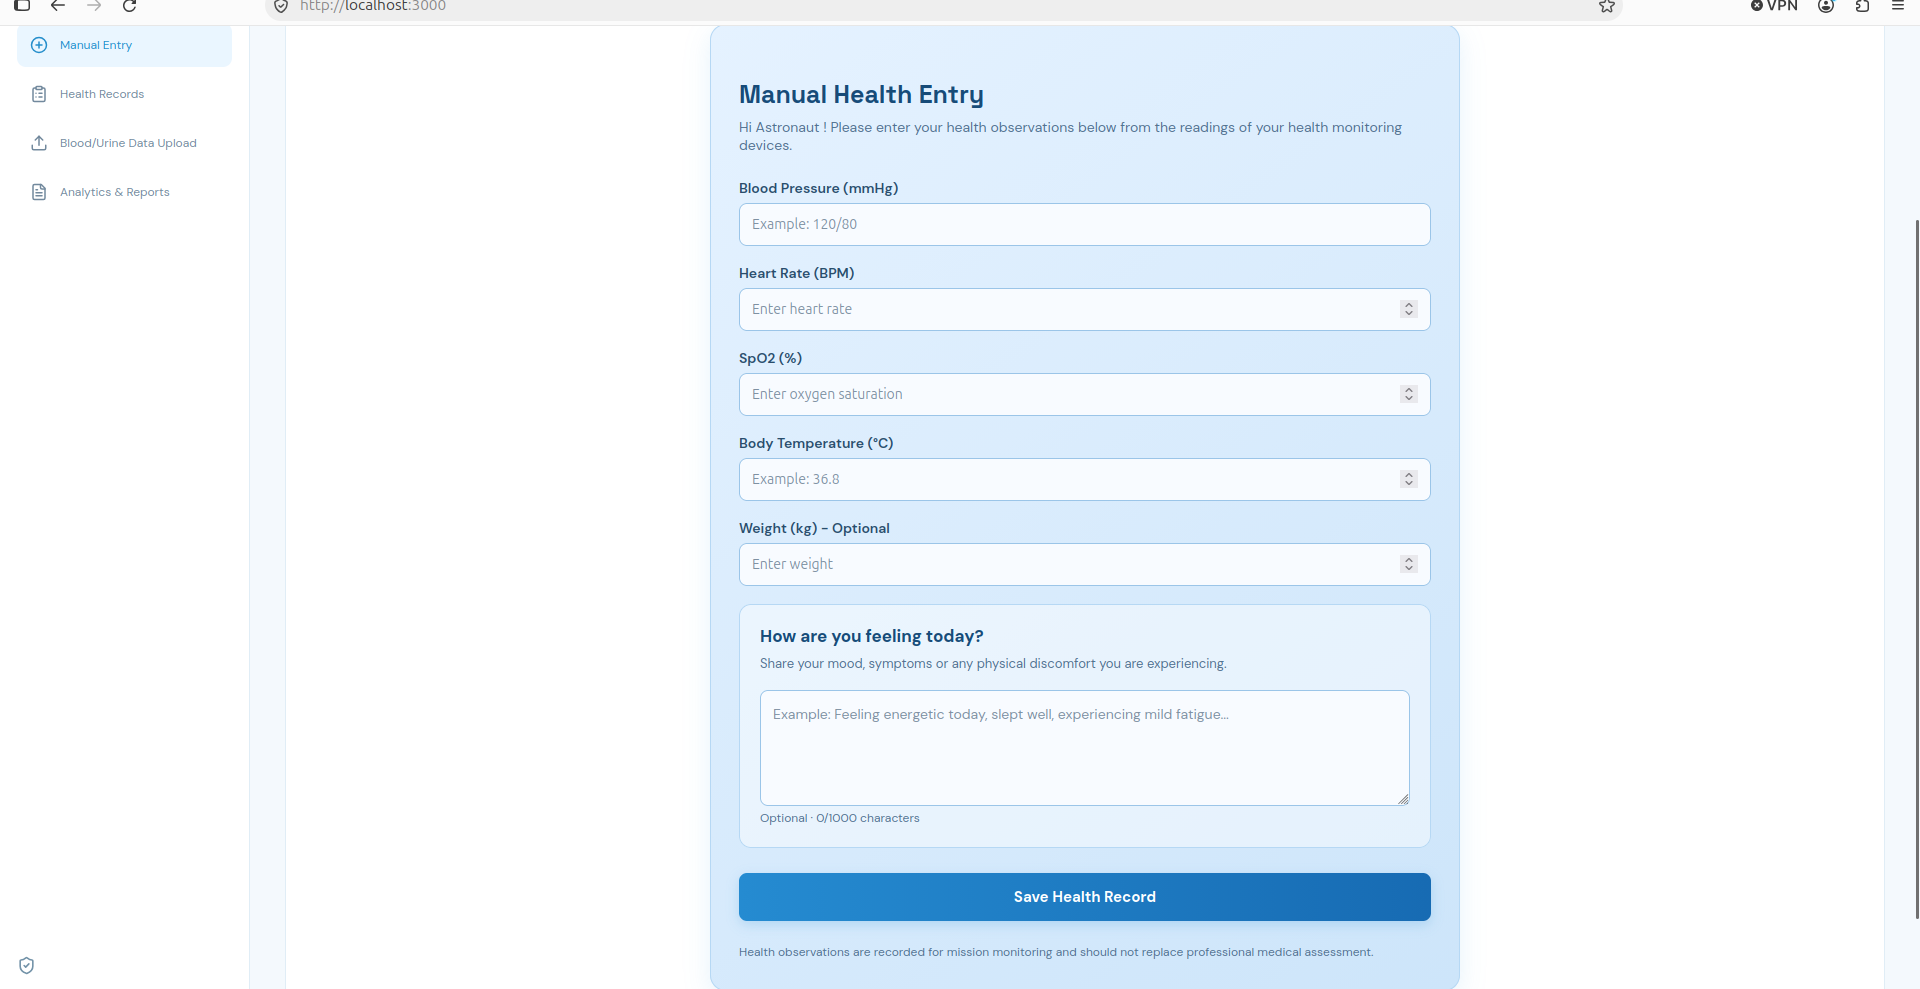 http://localhost:3000
VPN
Manual Entry
Health Records
Blood/Urine Data Upload
Analytics & Reports
Manual Health Entry
Hi Astronaut ! Please enter your health observations below from the readings of your health monitoring
devices.
Blood Pressure (mmHg)
Example: 120/80
Heart Rate (BPM)
Enter heart rate
SpO2 (%)
Enter oxygen saturation
Body Temperature (°C)
Example: 36.8
Weight (kg) - Optional
Enter weight
How are you feeling today?
Share your mood, symptoms or any physical discomfort you are experiencing.
Example: Feeling energetic today, slept well, experiencing mild fatigue...
Optional · 0/1000 characters
Save Health Record
Health observations are recorded for mission monitoring and should not replace professional medical assessment.